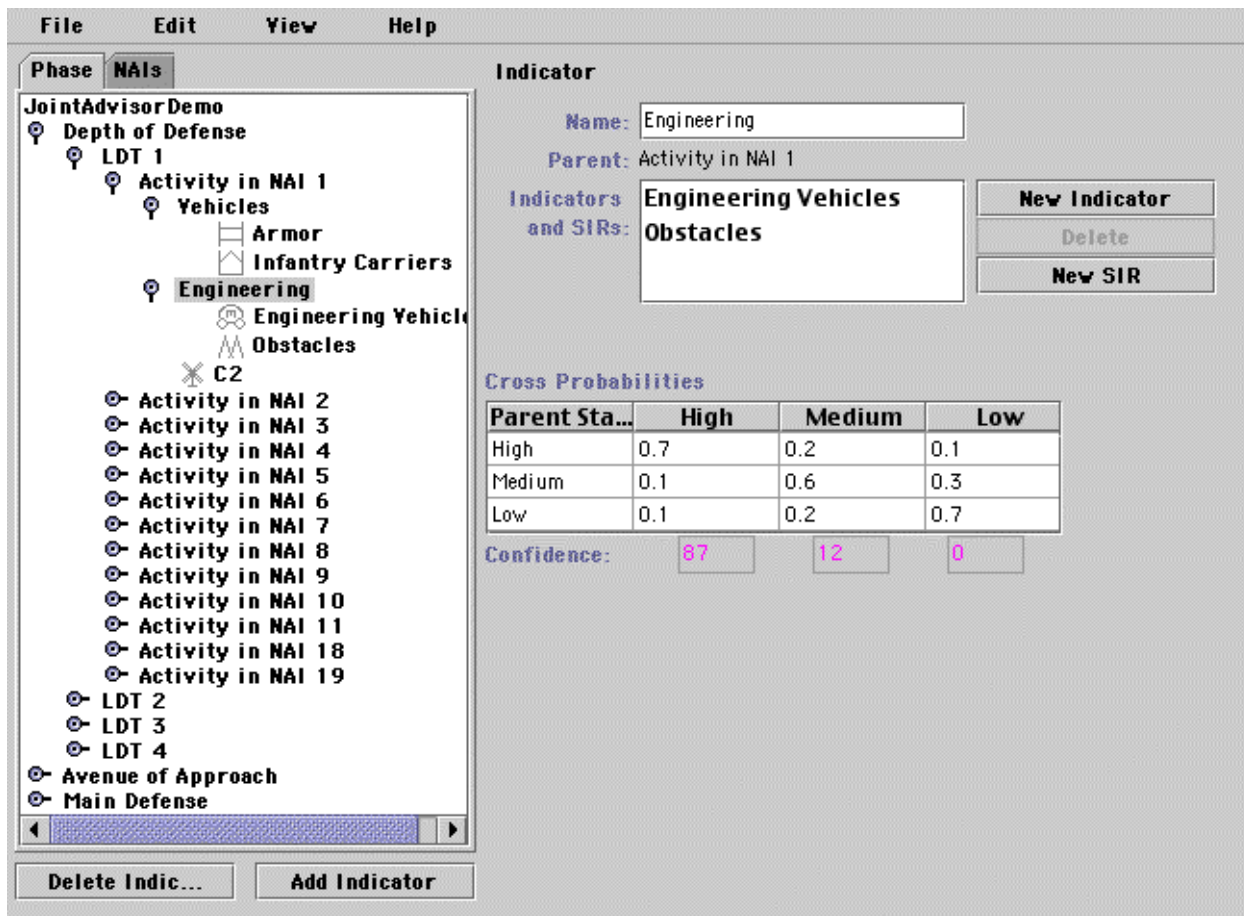 File Edit View Help
Phase NAIs
JointAdvisorDemo
Depth of Defense
LDT 1
Activity in NAI 1
Vehicles
Armor
Infantry Carriers
Engineering
Engineering Vehicle
Obstacles
C2
Activity in NAI 2
Activity in NAI 3
Activity in NAI 4
Activity in NAI 5
Activity in NAI 6
Activity in NAI 7
Activity in NAI 8
Activity in NAI 9
Activity in NAI 10
Activity in NAI 11
Activity in NAI 18
Activity in NAI 19
LDT 2
LDT 3
LDT 4
Avenue of Approach
Main Defense
Delete Indic... Add Indicator
Indicator
Name: Engineering
Parent: Activity in NAI 1
Indicators and SIRs:
Engineering Vehicles
Obstacles
New Indicator
Delete
New SIR
Cross Probabilities
Parent Sta... High Medium Low
High 0.7 0.2 0.1
Medium 0.1 0.6 0.3
Low 0.1 0.2 0.7
Confidence: 87 12 0